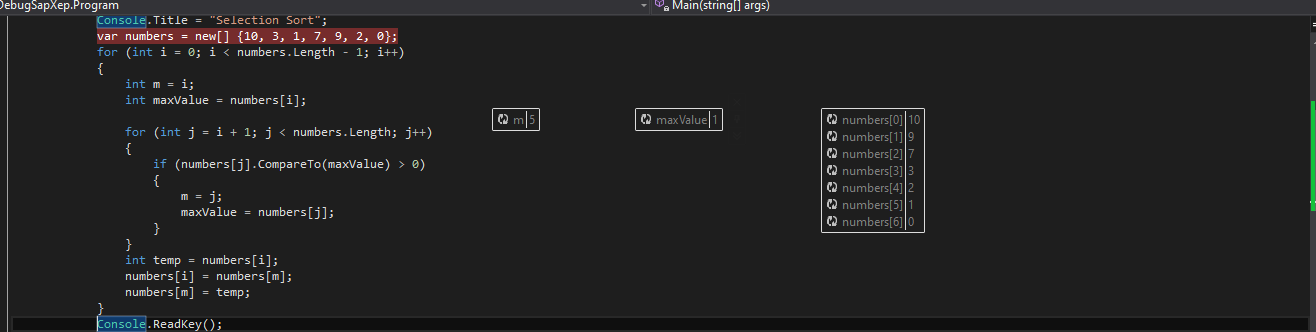 DebugSapXep.Program
Main(string[] args)
Console.Title = "Selection Sort";
var numbers = new[] {10, 3, 1, 7, 9, 2, 0};
for (int i = 0; i < numbers.Length - 1; i++)
{
int m = i;
int maxValue = numbers[i];
for (int j = i + 1; j < numbers.Length; j++)
{
if (numbers[j].CompareTo(maxValue) > 0)
{
m = j;
maxValue = numbers[j];
}
}
int temp = numbers[i];
numbers[i] = numbers[m];
numbers[m] = temp;
}
Console.ReadKey();
m 5
maxValue 1
numbers[0] 10
numbers[1] 9
numbers[2] 7
numbers[3] 3
numbers[4] 2
numbers[5] 1
numbers[6] 0